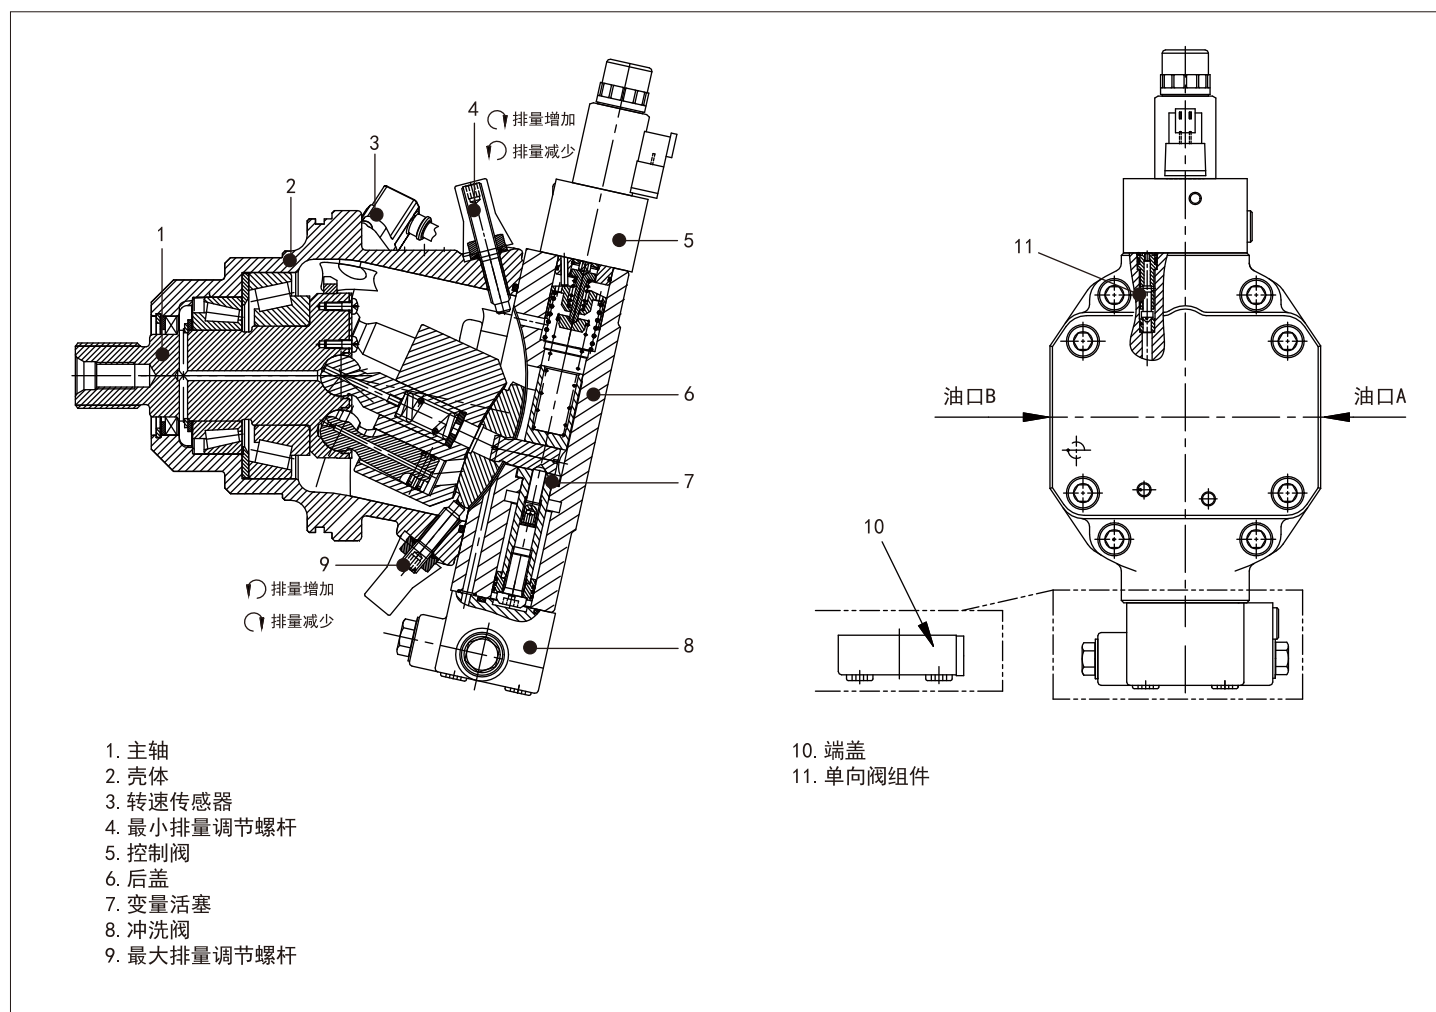 4
排量增加
排量减少
3
2
1
5
6
7
9
排量增加
排量减少
8
11
油口B
油口A
10
1. 主轴
2. 壳体
3. 转速传感器
4. 最小排量调节螺杆
5. 控制阀
6. 后盖
7. 变量活塞
8. 冲洗阀
9. 最大排量调节螺杆
10. 端盖
11. 单向阀组件